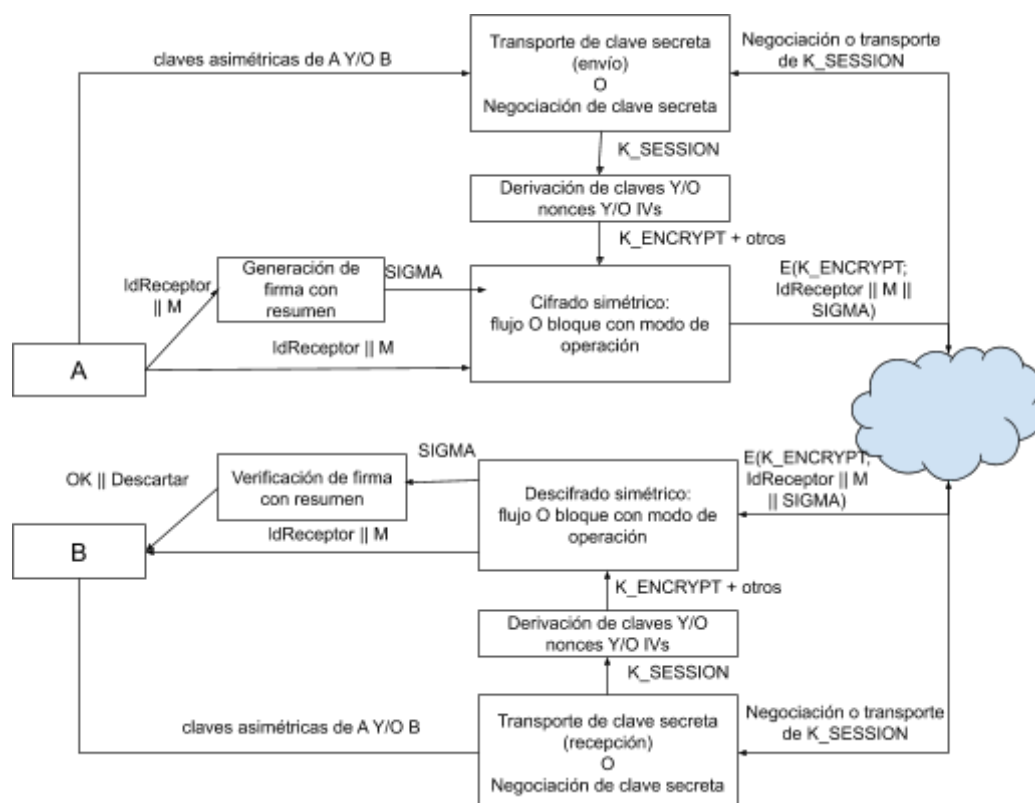 claves asimétricas de A Y/O B
Transporte de clave secreta
(envío)
O
Negociación de clave secreta
Negociación o transporte
de K_SESSION
K_SESSION
Derivación de claves Y/O
nonces Y/O IVs
K_ENCRYPT + otros
IdReceptor
|| M
Generación de
firma con
resumen
SIGMA
Cifrado simétrico:
flujo O bloque con modo de
operación
E(K_ENCRYPT;
IdReceptor || M ||
SIGMA)
IdReceptor || M
A
OK || Descartar
Verificación de firma
con resumen
SIGMA
Descifrado simétrico:
flujo O bloque con modo de
operación
E(K_ENCRYPT;
IdReceptor || M
|| SIGMA)
IdReceptor || M
B
K_ENCRYPT + otros
Derivación de claves Y/O
nonces Y/O IVs
K_SESSION
claves asimétricas de A Y/O B
Transporte de clave secreta
(recepción)
O
Negociación de clave secreta
Negociación o transporte
de K_SESSION